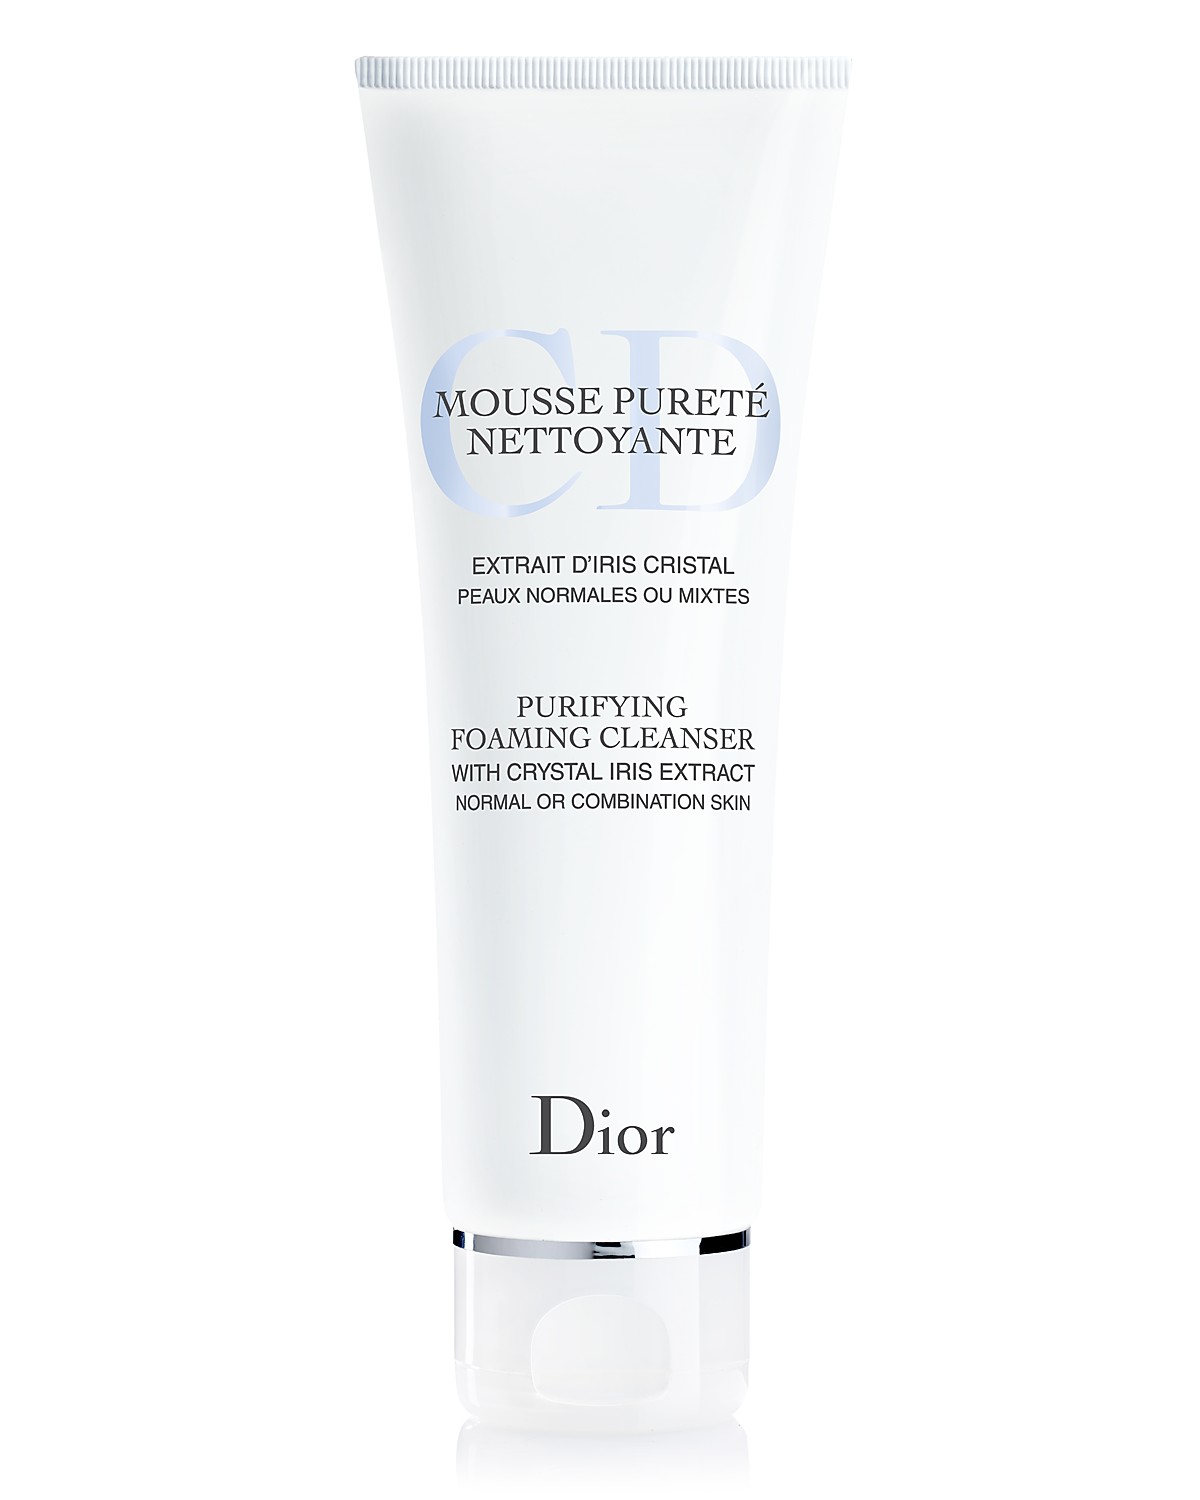 CD
MOUSSE PURETÉ
NETTOYANTE
EXTRAIT D'IRIS CRISTAL
PEAUX NORMALES OU MIXTES
PURIFYING
FOAMING CLEANSER
WITH CRYSTAL IRIS EXTRACT
NORMAL OR COMBINATION SKIN
Dior